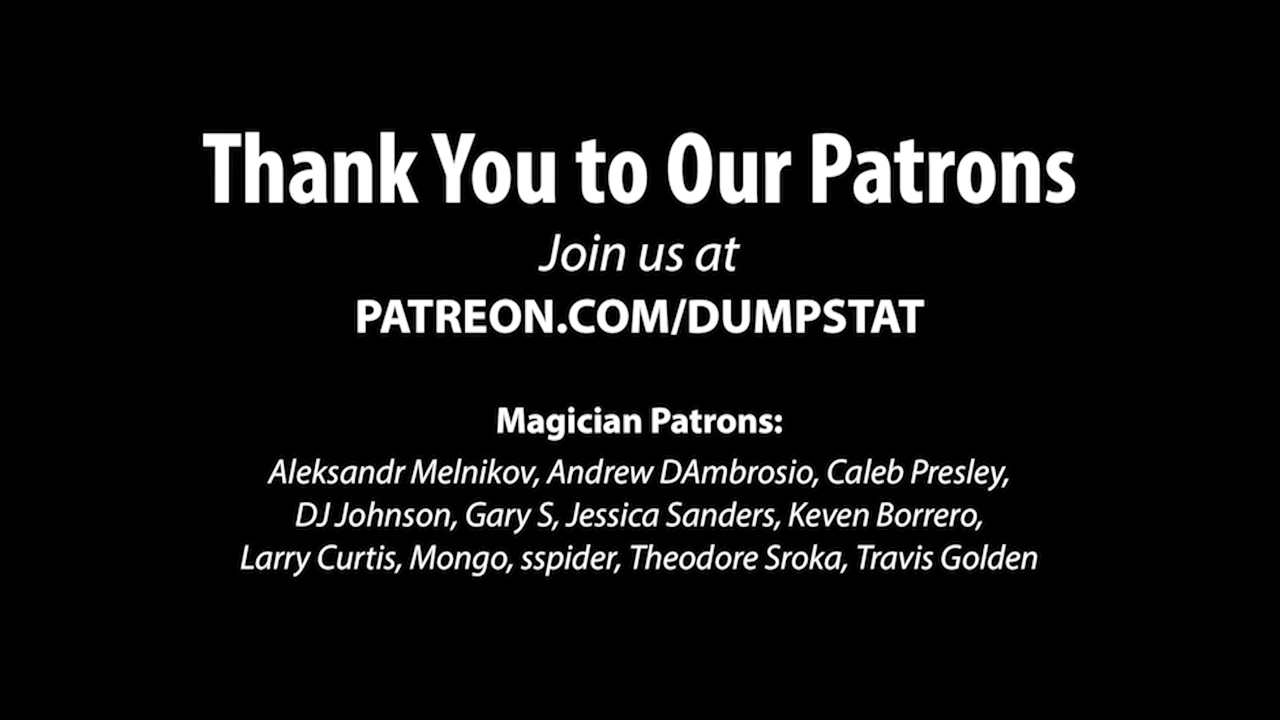 Thank You to Our Patrons
Join us at
PATREON.COM/DUMPSTAT
Magician Patrons:
Aleksandr Melnikov, Andrew DAmbrosio, Caleb Presley,
DJ Johnson, Gary S, Jessica Sanders, Keven Borrero,
Larry Curtis, Mongo, sspider, Theodore Sroka, Travis Golden